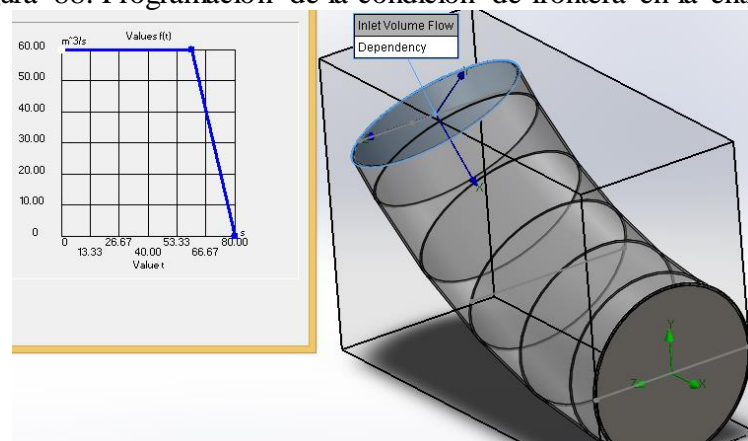 ura 68. Programación de la condición de frontera en la ent
m^3/s
Values f(t)
60.00
50.00
40.00
30.00
20.00
10.00
0
0
13.33
26.67
40.00
53.33
66.67
80.00
s
Value t
Inlet Volume Flow
Dependency
Y
X
Y
Z
X